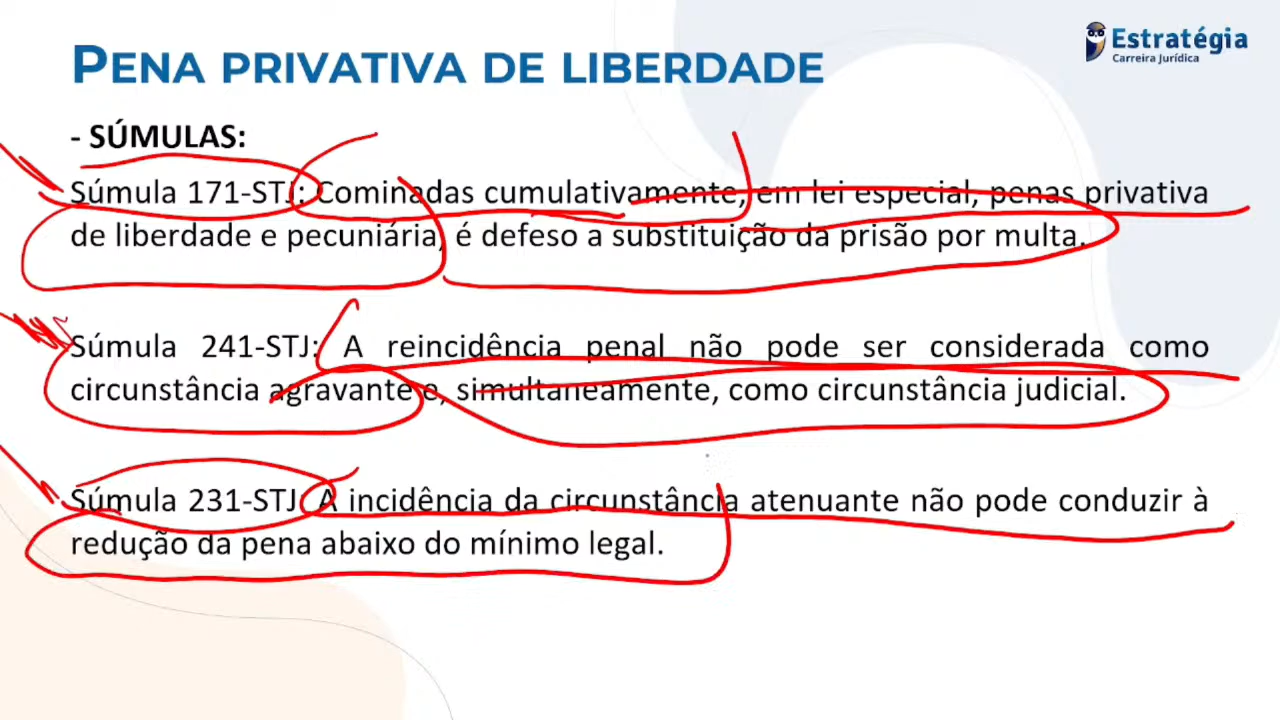 Estratégia
Carreira Jurídica
PENA PRIVATIVA DE LIBERDADE
- SÚMULAS:
Súmula 171-STJ: Cominadas cumulativamente, em lei especial, penas privativa
de liberdade e pecuniária, é defeso a substituição da prisão por multa.
Súmula 241-STJ: A reincidência penal não pode ser considerada como
circunstância agravante e, simultaneamente, como circunstância judicial.
Súmula 231-STJ: A incidência da circunstância atenuante não pode conduzir à
redução da pena abaixo do mínimo legal.